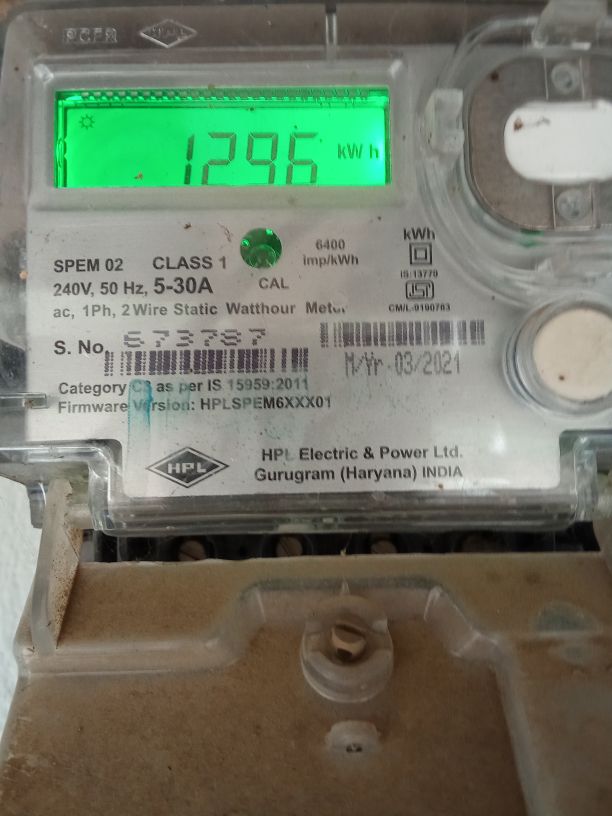 HPL
1296 kWh
SPEM 02 CLASS 1
6400
imp/kWh
CAL
240V, 50 Hz, 5-30A
ac, 1Ph, 2 Wire Static Watthour Meter
kWh
IS:13779
CM/L-9190703
S. No. 673787
M/Yr 03/2021
Category C3 as per IS 15959:2011
Firmware Version: HPLSPEM6XXX01
HPL
HPL Electric & Power Ltd.
Gurugram (Haryana) INDIA